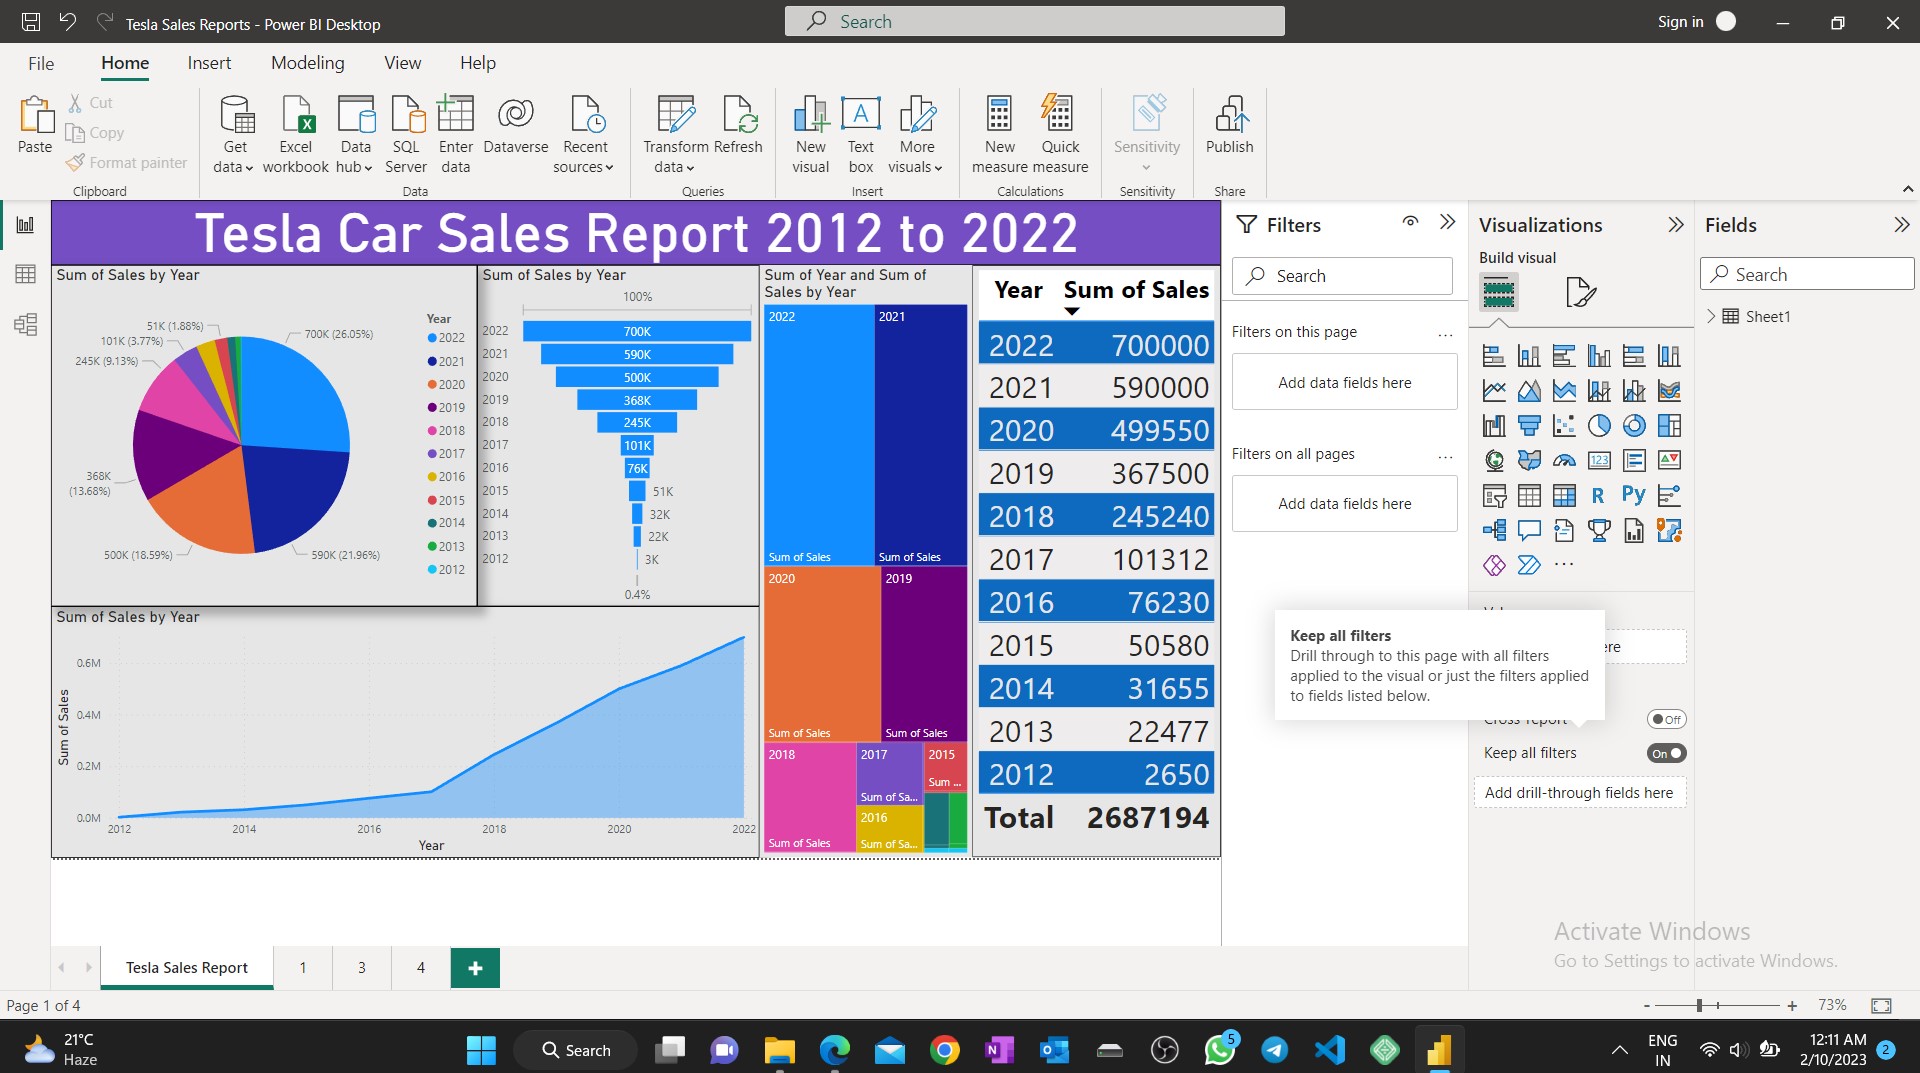 Tesla Sales Reports - Power BI Desktop
Search
Sign in
File
Home
Insert
Modeling
View
Help
Paste
Cut
Copy
Format painter
Clipboard
Get data
Excel workbook
Data hub
SQL Server
Enter data
Dataverse
Recent sources
Data
Transform data
Refresh
Queries
New visual
Text box
More visuals
Insert
New measure
Quick measure
Calculations
Sensitivity
Sensitivity
Publish
Share
Tesla Car Sales Report 2012 to 2022
Sum of Sales by Year
51K (1.88%)
101K (3.77%)
245K (9.13%)
368K
(13.68%)
500K (18.59%)
590K (21.96%)
700K (26.05%)
Year
2022
2021
2020
2019
2018
2017
2016
2015
2014
2013
2012
Sum of Sales by Year
100%
2022 700K
2021 590K
2020 500K
2019 368K
2018 245K
2017 101K
2016 76K
2015 51K
2014 32K
2013 22K
2012 3K
0.4%
Sum of Sales by Year
Sum of Sales
0.6M
0.4M
0.2M
0.0M
2012 2014 2016 2018 2020 2022
Year
Sum of Year and Sum of
Sales by Year
2022
Sum of Sales
2021
Sum of Sales
2020
Sum of Sales
2019
Sum of Sales
2018
Sum of Sales
2017
Sum of Sa...
2016
Sum of Sa...
2015
Sum ...
Year Sum of Sales
2022 700000
2021 590000
2020 499550
2019 367500
2018 245240
2017 101312
2016 76230
2015 50580
2014 31655
2013 22477
2012 2650
Total 2687194
Filters
Search
Filters on this page ...
Add data fields here
Filters on all pages ...
Add data fields here
Visualizations
Build visual
123
R
Py
...
Keep all filters
Drill through to this page with all filters
applied to the visual or just the filters applied
to fields listed below.
Cross-report
Off
Keep all filters
On
Add drill-through fields here
Fields
Search
Sheet1
Activate Windows
Go to Settings to activate Windows.
Tesla Sales Report
1
3
4
+
Page 1 of 4
- + 73%
21°C
Haze
Search
5
ENG
IN
12:11 AM
2/10/2023
2